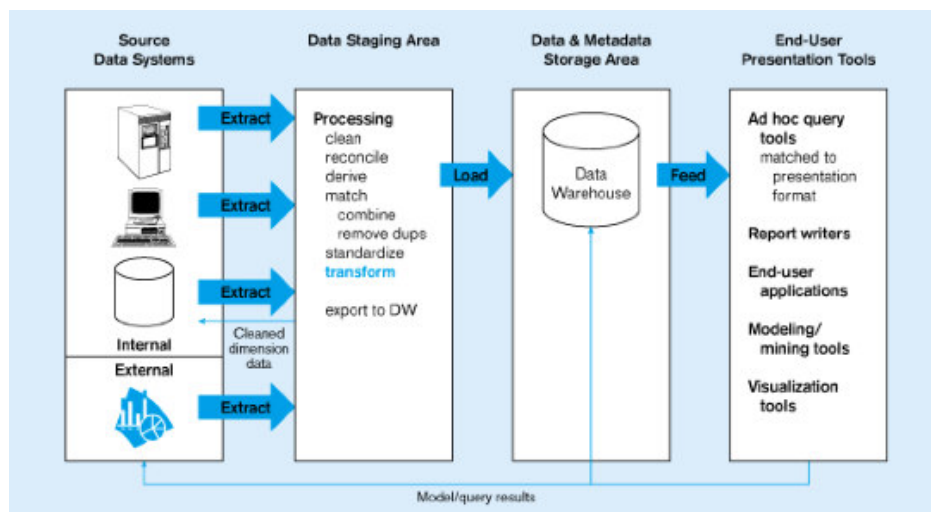 Source
Data Systems
Data Staging Area
Data & Metadata
Storage Area
End-User
Presentation Tools
Extract
Extract
Extract
Internal
External
Extract
Cleaned
dimension
data
Processing
clean
reconcile
derive
match
combine
remove dups
standardize
transform
export to DW
Load
Data
Warehouse
Feed
Ad hoc query
tools
matched to
presentation
format
Report writers
End-user
applications
Modeling/
mining tools
Visualization
tools
Model/query results